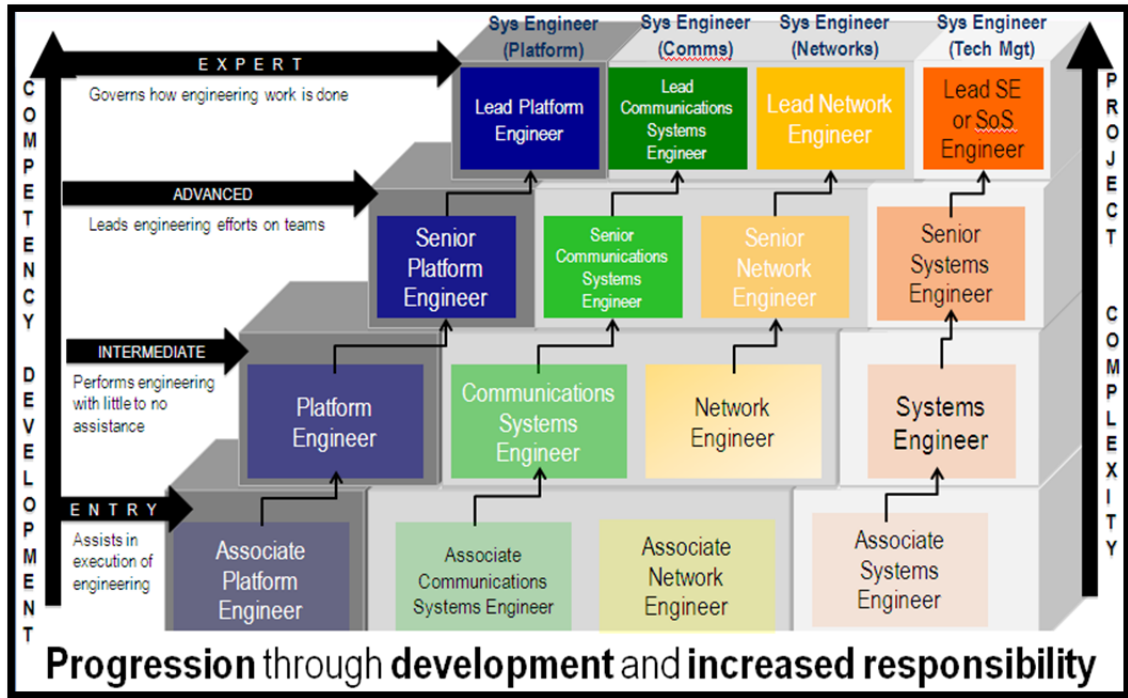 Sys Engineer
(Platform)
Sys Engineer
(Comms)
Sys Engineer
(Networks)
Sys Engineer
(Tech Mgt)
COMPETENCY DEVELOPMENT
PROJECT COMPLEXITY
EXPERT
Governs how engineering work is done
Lead Platform
Engineer
Lead
Communications
Systems
Engineer
Lead Network
Engineer
Lead SE
or SoS
Engineer
ADVANCED
Leads engineering efforts on teams
Senior
Platform
Engineer
Senior
Communications
Systems
Engineer
Senior
Network
Engineer
Senior
Systems
Engineer
INTERMEDIATE
Performs engineering
with little to no
assistance
Platform
Engineer
Communications
Systems
Engineer
Network
Engineer
Systems
Engineer
ENTRY
Assists in
execution of
engineering
Associate
Platform
Engineer
Associate
Communications
Systems Engineer
Associate
Network
Engineer
Associate
Systems
Engineer
Progression through development and increased responsibility